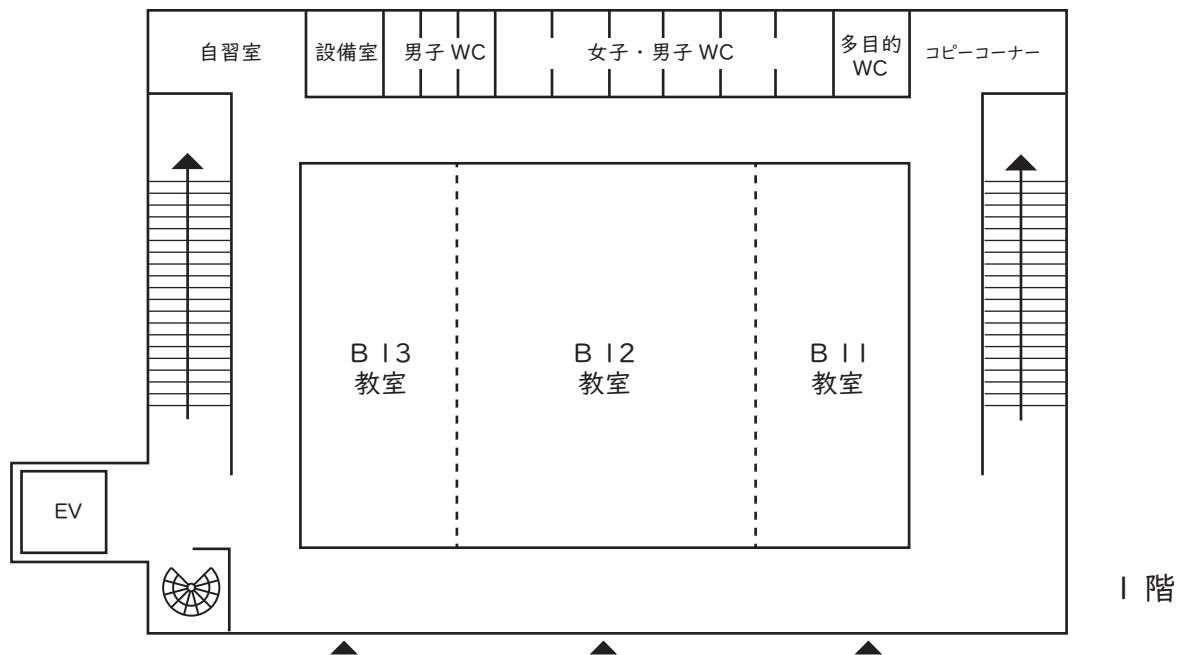 自習室
設備室
男子 WC
女子・男子 WC
多目的
WC
コピーコーナー
B 13
教室
B 12
教室
B 11
教室
EV
1 階